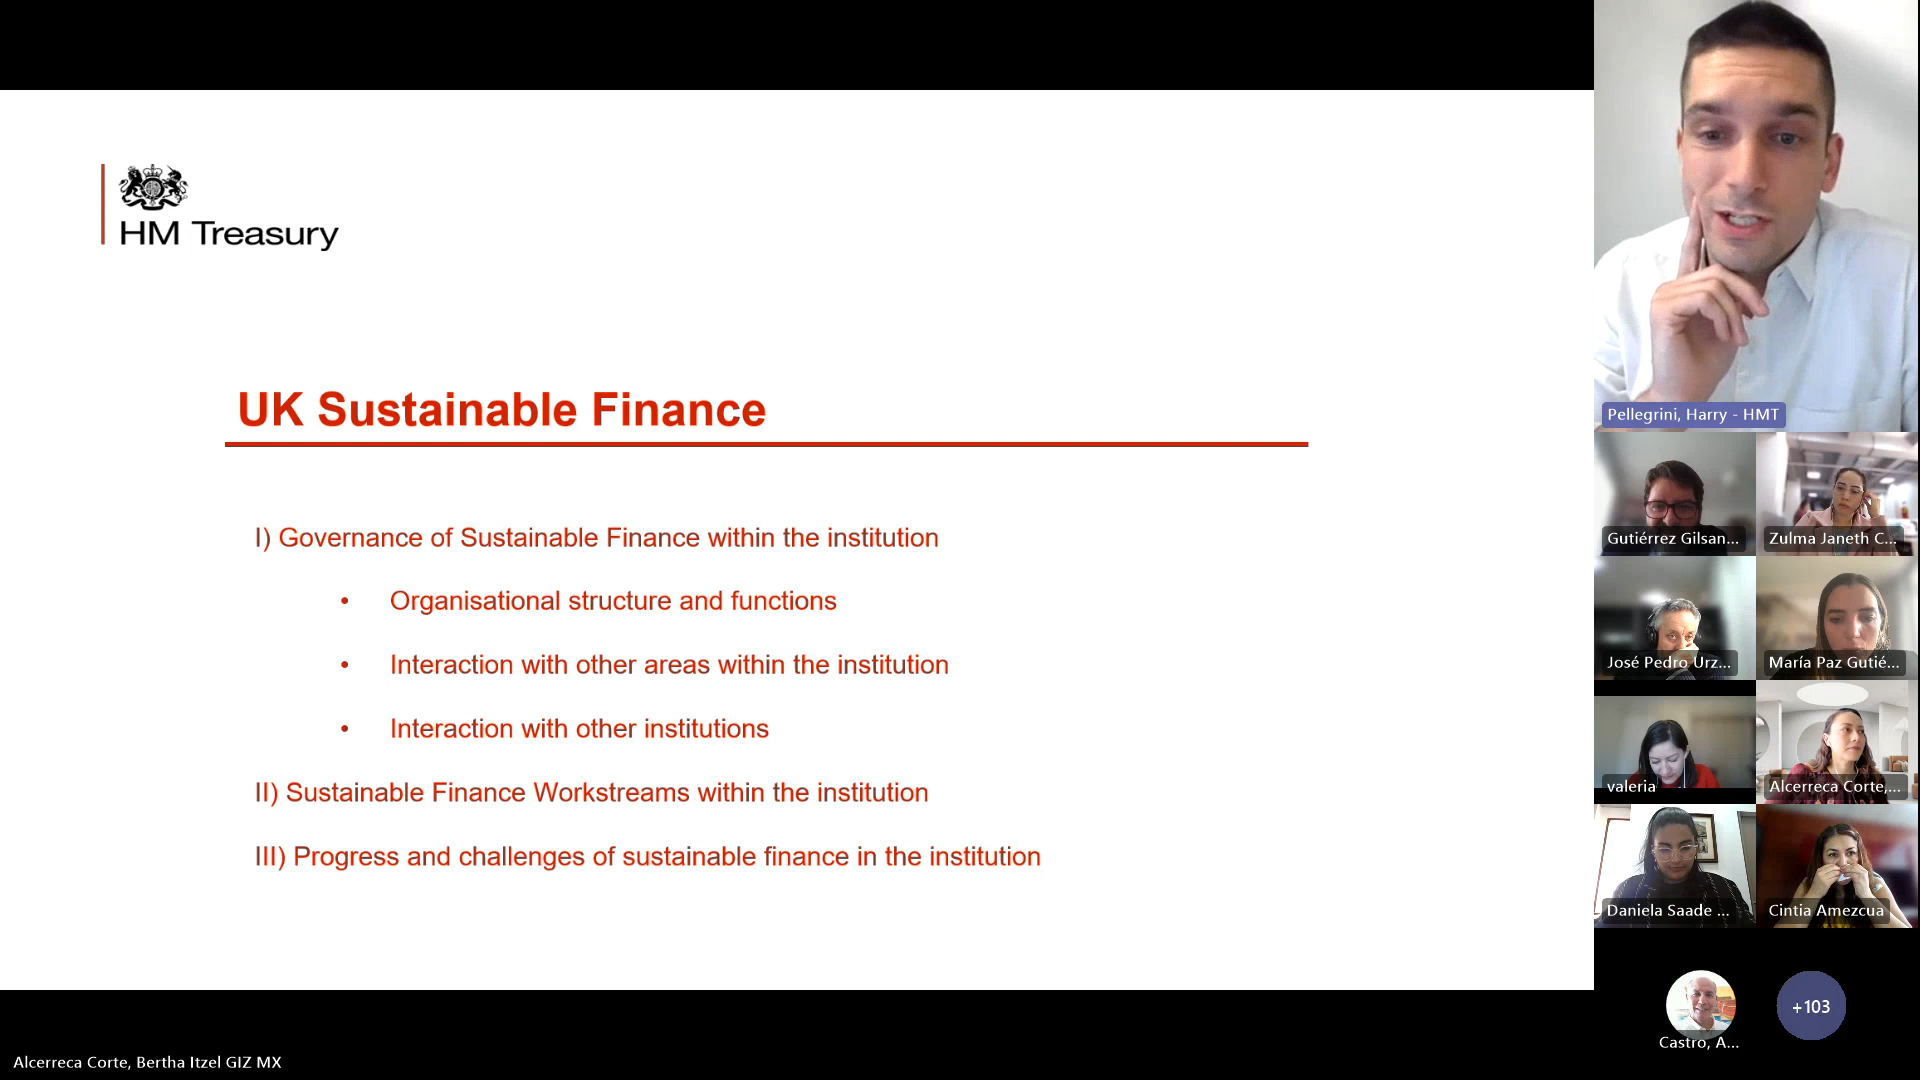 HM Treasury
UK Sustainable Finance
I) Governance of Sustainable Finance within the institution
• Organisational structure and functions
• Interaction with other areas within the institution
• Interaction with other institutions
II) Sustainable Finance Workstreams within the institution
III) Progress and challenges of sustainable finance in the institution
Pellegrini, Harry - HMT
Gutiérrez Gilsan...
Zulma Janeth C...
José Pedro Urz...
María Paz Gutié...
valeria
Alcerreca Corte,...
Daniela Saade ...
Cintia Amezcua
Castro, A...
+103
Alcerreca Corte, Bertha Itzel GIZ MX